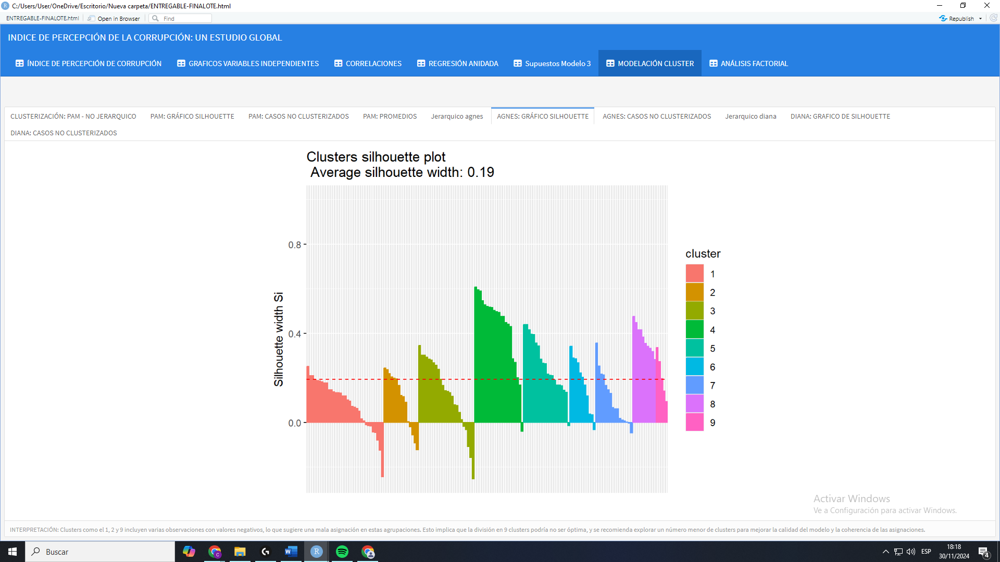 C:/Users/User/OneDrive/Escritorio/Nueva carpeta/ENTREGABLE-FINALOTE.html
ENTREGABLE-FINALOTE.html
Open in Browser
Find
Republish
INDICE DE PERCEPCIÓN DE LA CORRUPCIÓN: UN ESTUDIO GLOBAL
ÍNDICE DE PERCEPCIÓN DE CORRUPCIÓN
GRAFICOS VARIABLES INDEPENDIENTES
CORRELACIONES
REGRESIÓN ANIDADA
Supuestos Modelo 3
MODELACIÓN CLUSTER
ANÁLISIS FACTORIAL
CLUSTERIZACIÓN: PAM - NO JERARQUICO
PAM: GRÁFICO SILHOUETTE
PAM: CASOS NO CLUSTERIZADOS
PAM: PROMEDIOS
Jerarquico agnes
AGNES: GRÁFICO SILHOUETTE
AGNES: CASOS NO CLUSTERIZADOS
Jerarquico diana
DIANA: GRAFICO DE SILHOUETTE
DIANA: CASOS NO CLUSTERIZADOS
Clusters silhouette plot
Average silhouette width: 0.19
0.8
0.4
0.0
Silhouette width Si
cluster
1
2
3
4
5
6
7
8
9
Activar Windows
Ve a Configuración para activar Windows.
INTERPRETACIÓN: Clusters como el 1, 2 y 9 incluyen varias observaciones con valores negativos, lo que sugiere una mala asignación en estas agrupaciones. Esto implica que la división en 9 clusters podría no ser óptima, y se recomienda explorar un número menor de clusters para mejorar la calidad del modelo y la coherencia de las asignaciones.
Buscar
ESP
18:18
30/11/2024
4